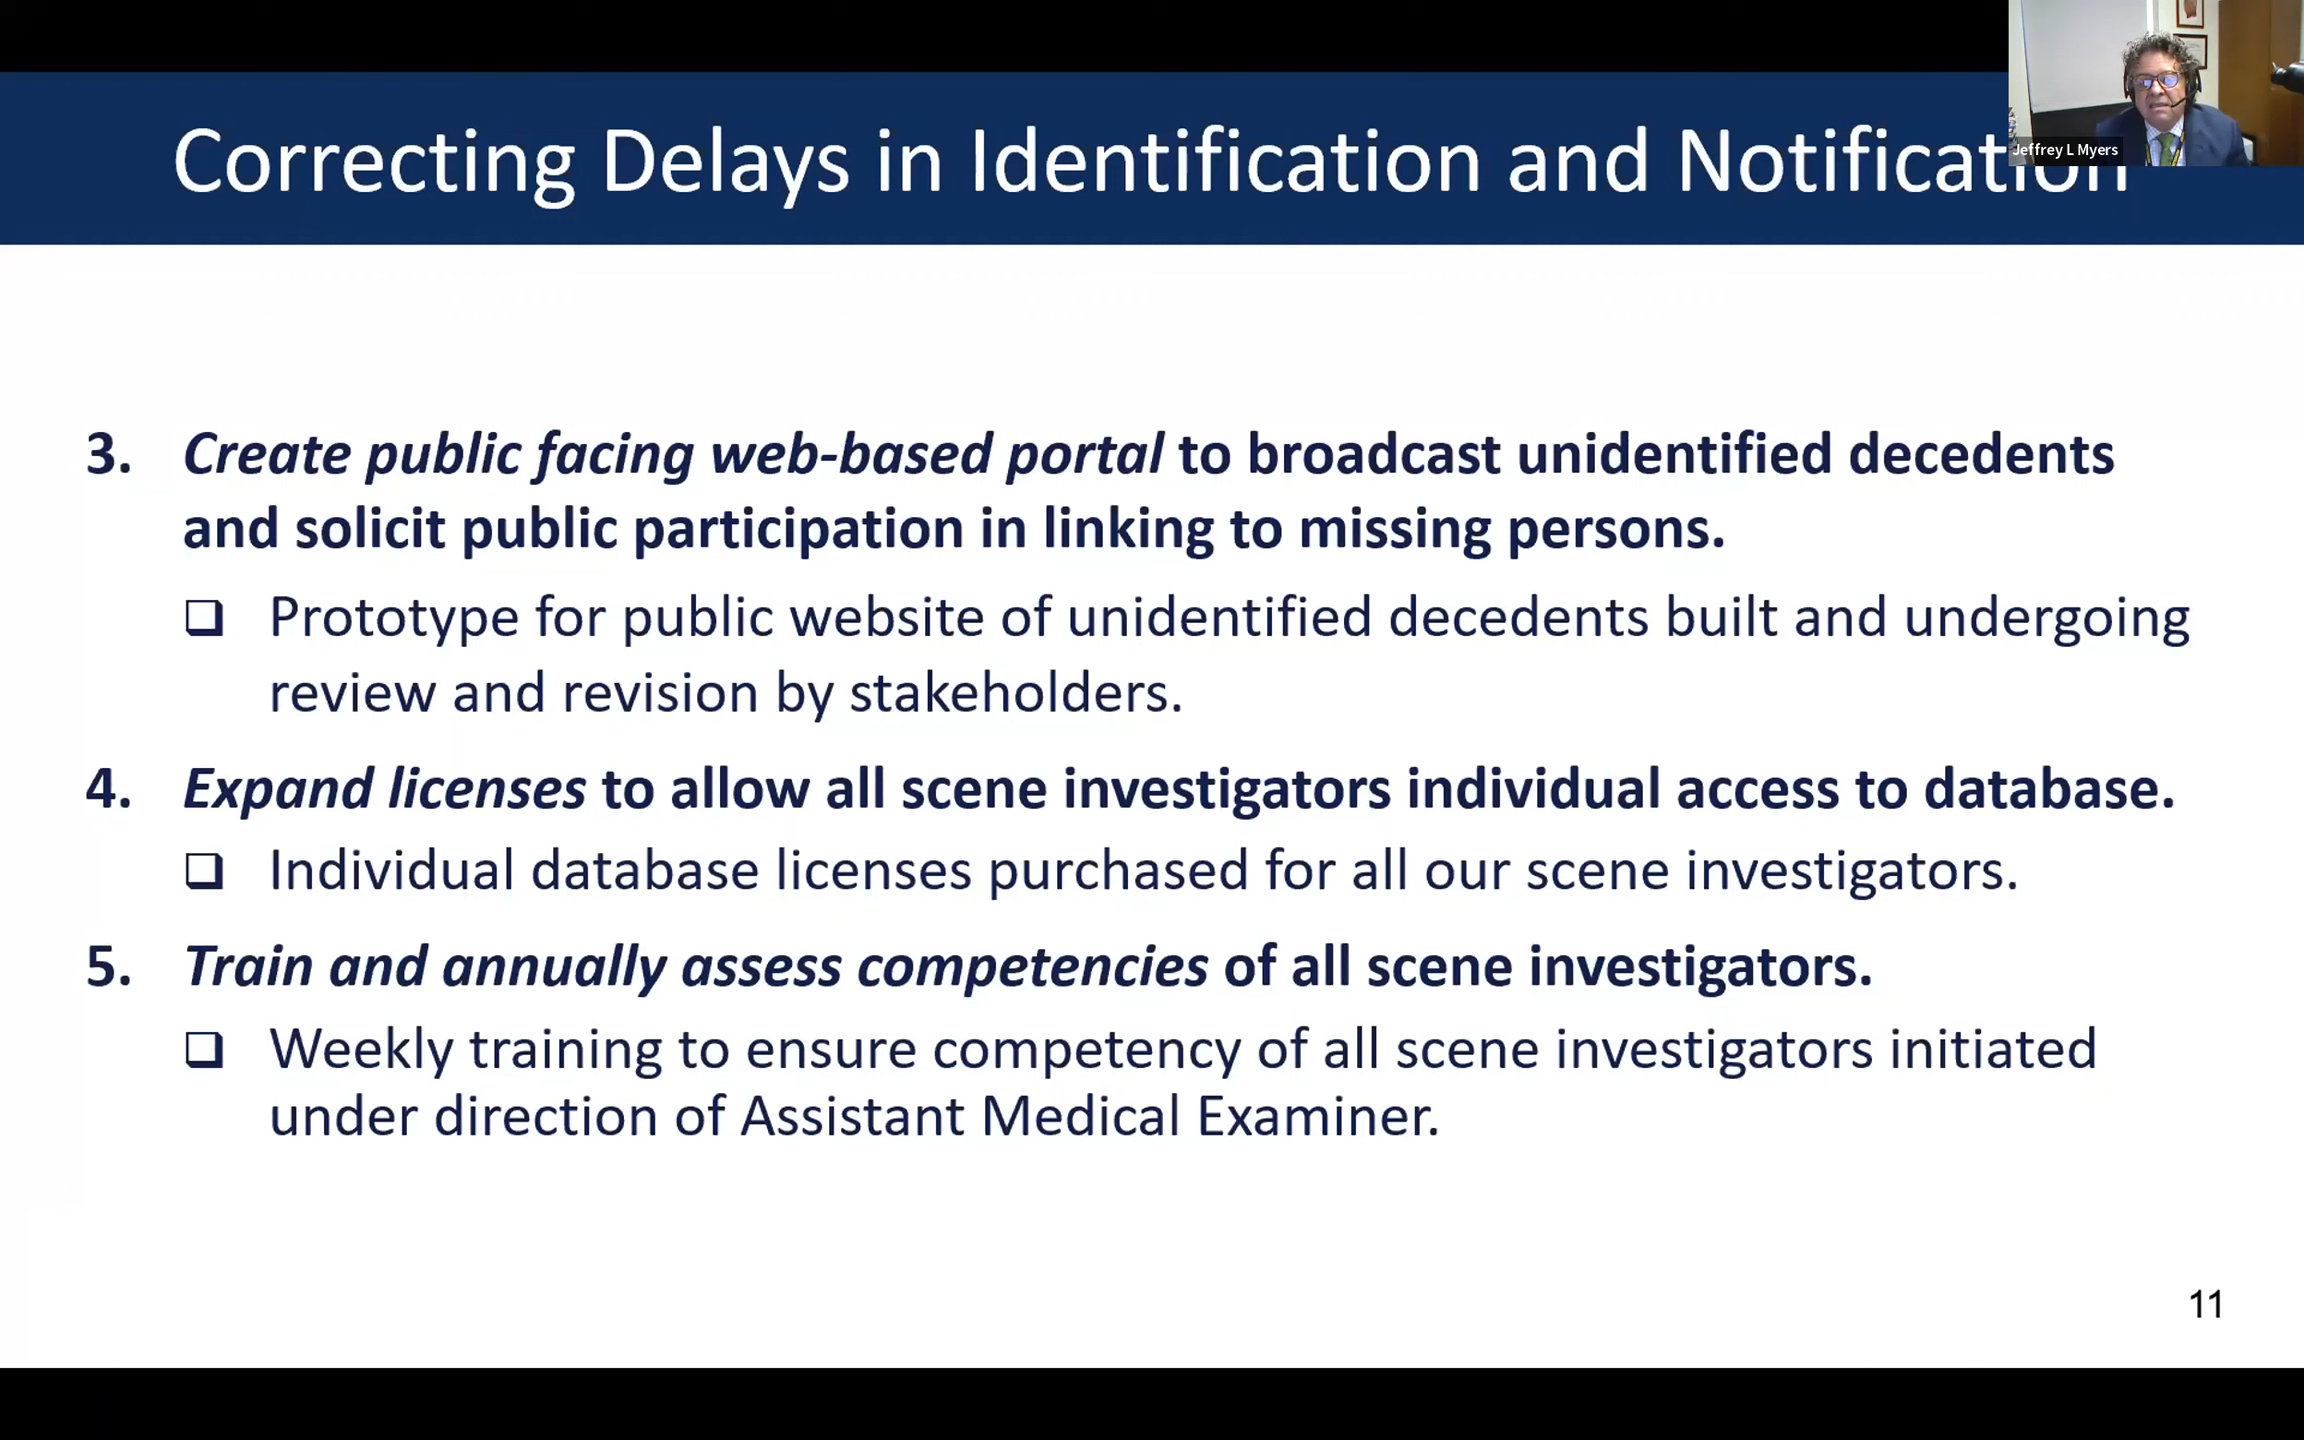 Correcting Delays in Identification and Notification
Jeffrey L Myers
3. Create public facing web-based portal to broadcast unidentified decedents
and solicit public participation in linking to missing persons.
❑ Prototype for public website of unidentified decedents built and undergoing
review and revision by stakeholders.
4. Expand licenses to allow all scene investigators individual access to database.
❑ Individual database licenses purchased for all our scene investigators.
5. Train and annually assess competencies of all scene investigators.
❑ Weekly training to ensure competency of all scene investigators initiated
under direction of Assistant Medical Examiner.
11